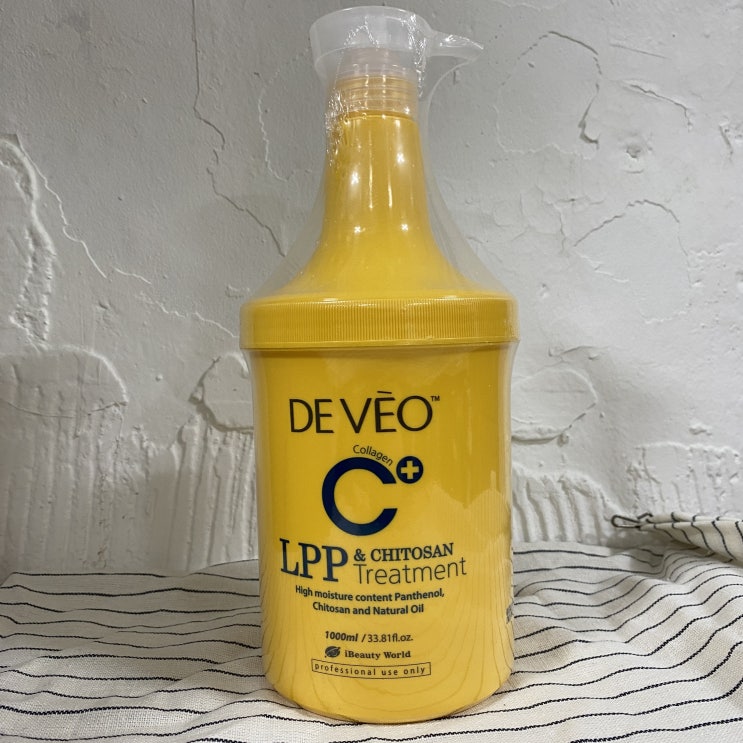 DE VÈO™
Collagen
C+
LPP & CHITOSAN
Treatment
High moisture content Panthenol,
Chitosan and Natural Oil
1000ml / 33.81fl.oz.
iBeauty World
professional use only